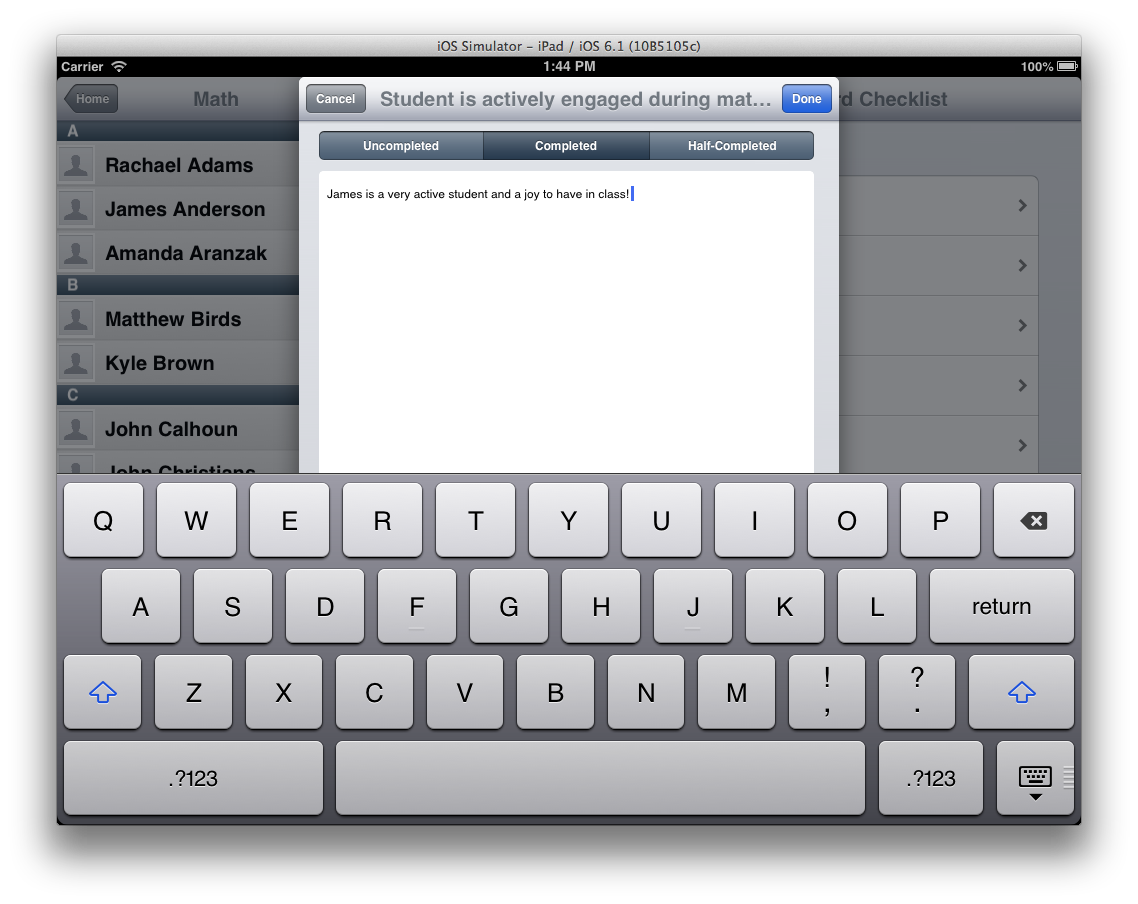 iOS Simulator – iPad / iOS 6.1 (10B5105c)
Carrier 1:44 PM 100%
Home Math Cancel Student is actively engaged during mat... Done d Checklist
A
Rachael Adams
James Anderson
Amanda Aranzak
B
Matthew Birds
Kyle Brown
C
John Calhoun
John Christians
Uncompleted Completed Half-Completed
James is a very active student and a joy to have in class!
Q W E R T Y U I O P
A S D F G H J K L return
Z X C V B N M ! , ? .
.?123 .?123